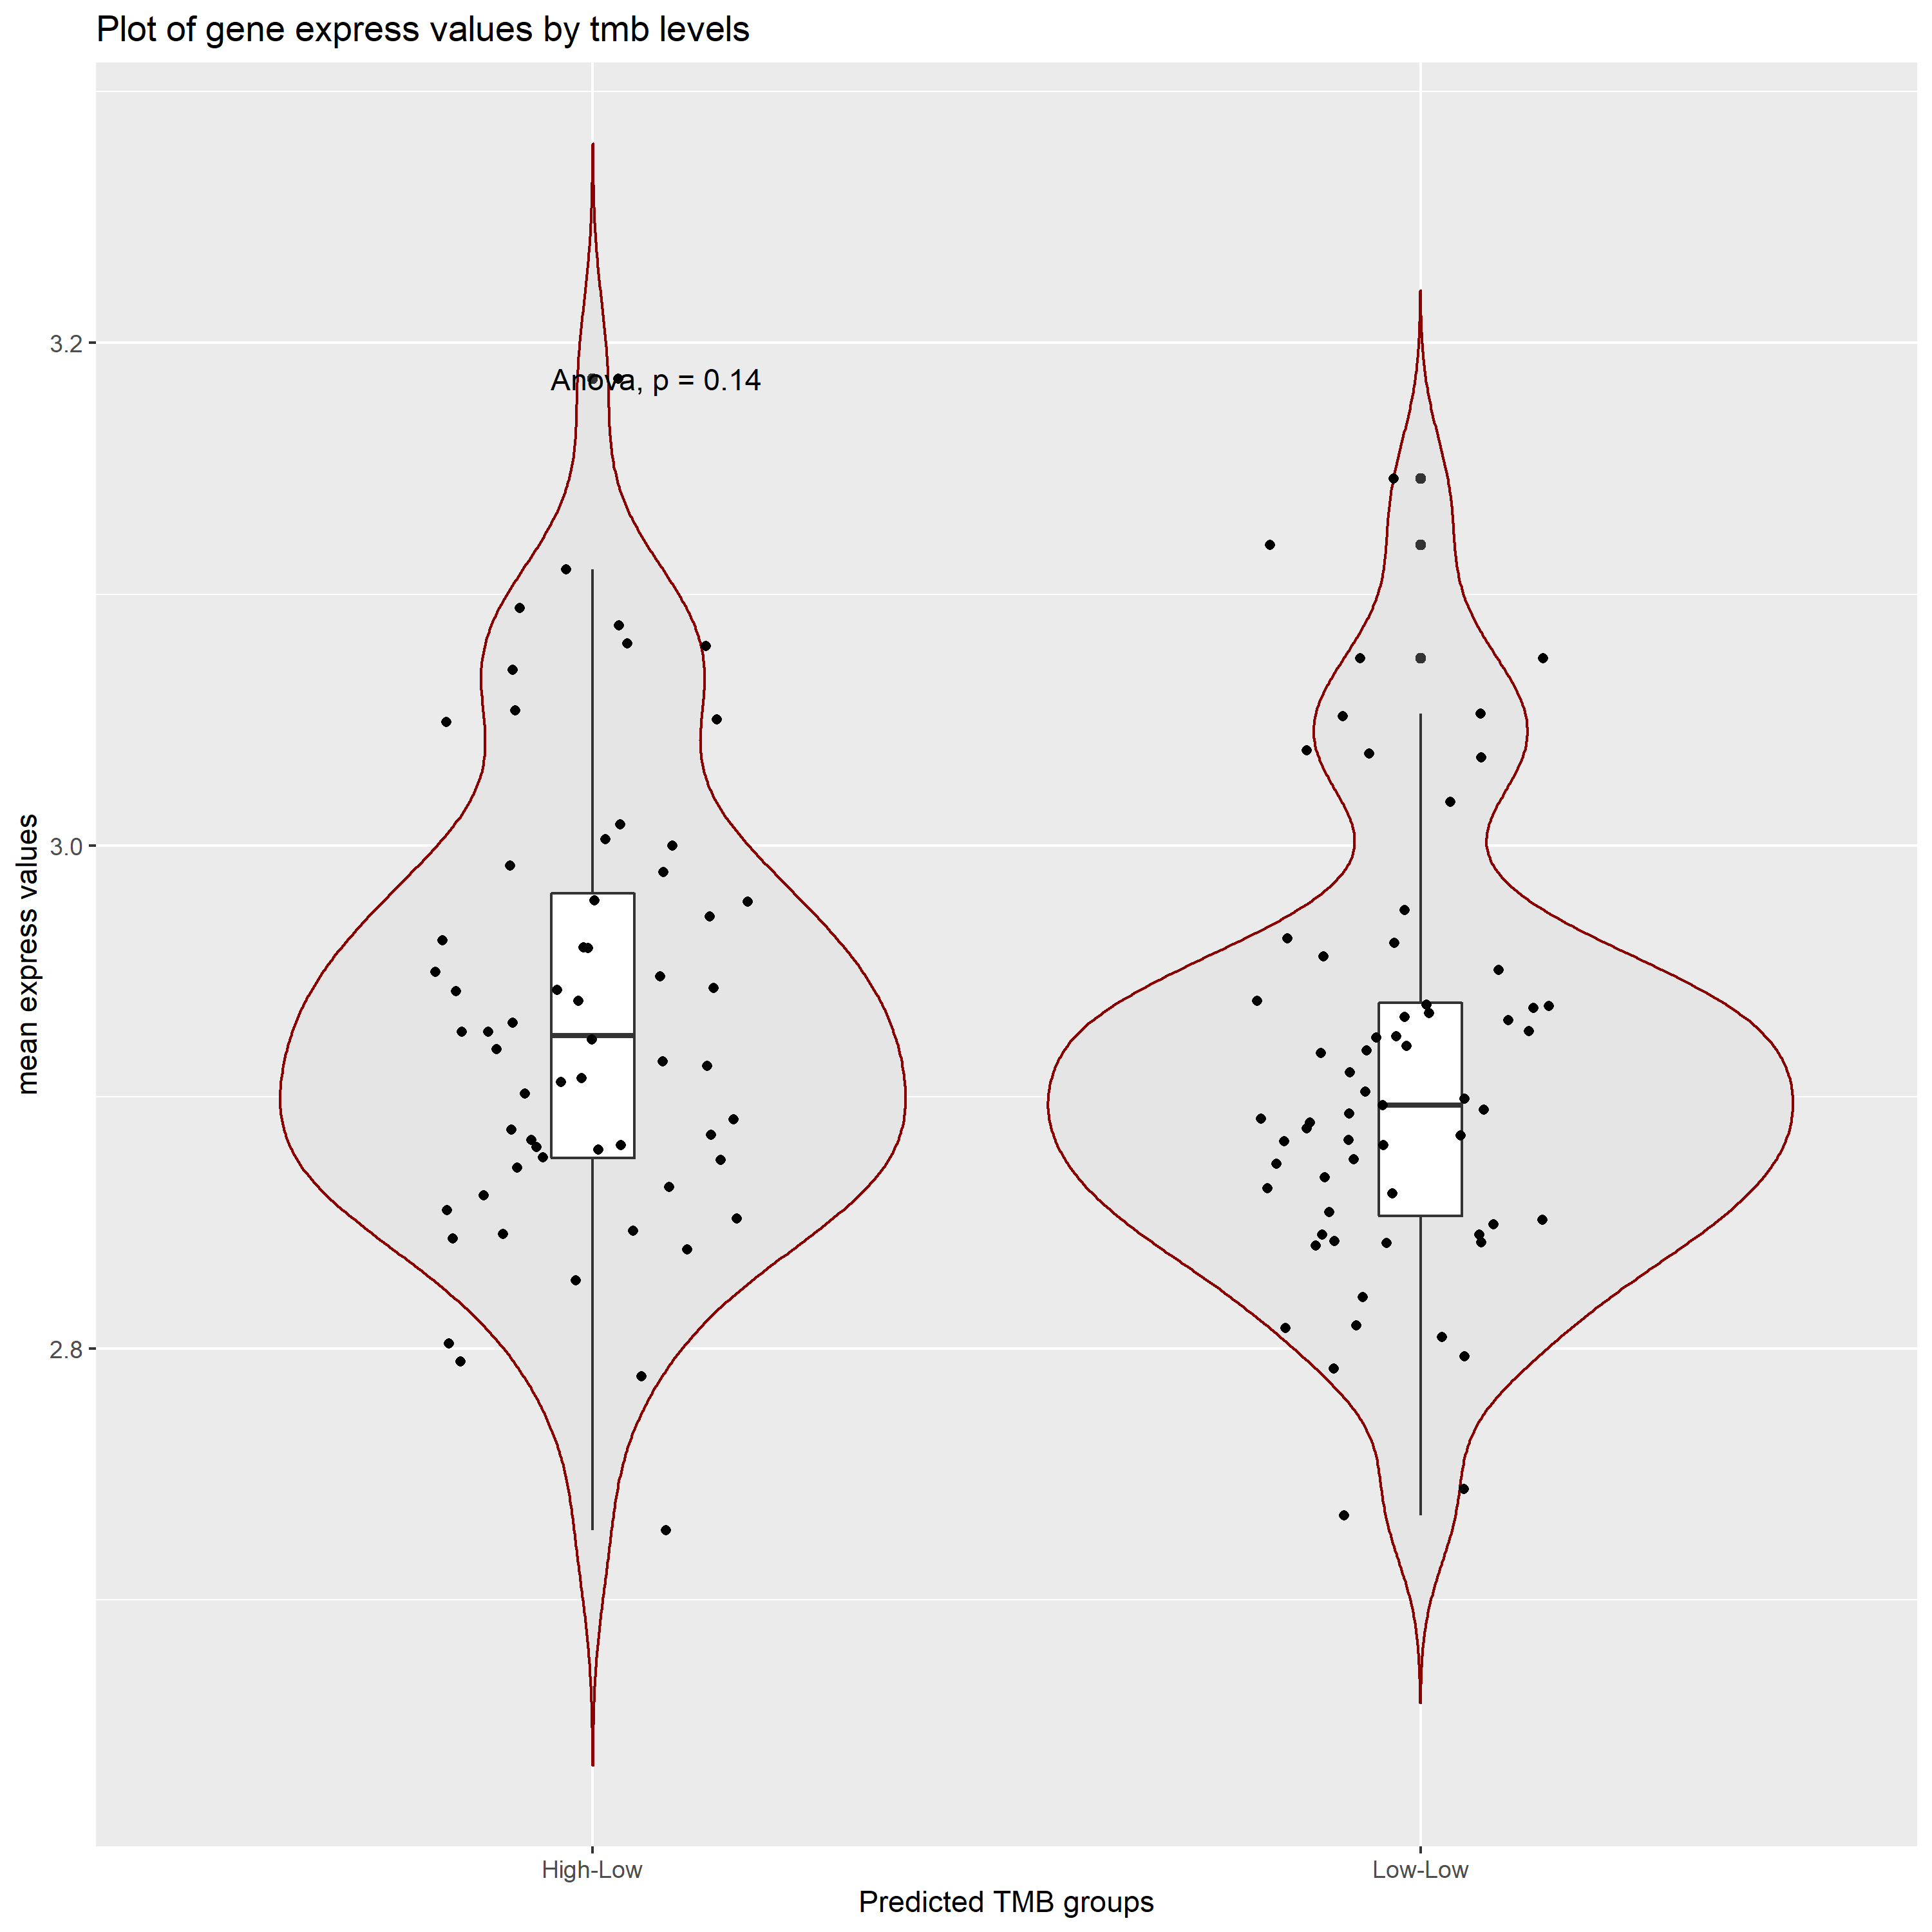 Plot of gene express values by tmb levels
3.2
Anova, p = 0.14
3.0
mean express values
2.8
High-Low
Low-Low
Predicted TMB groups